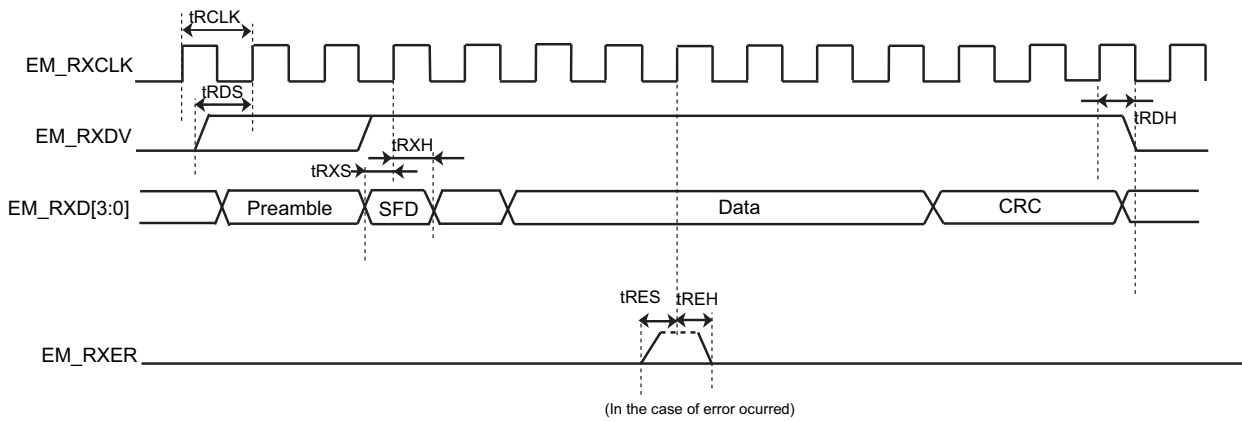 tRCLK
EM_RXCLK
tRDS
tRDH
EM_RXDV
tRXH
tRXS
EM_RXD[3:0]
Preamble
SFD
Data
CRC
tRES
tREH
EM_RXER
(In the case of error ocurred)